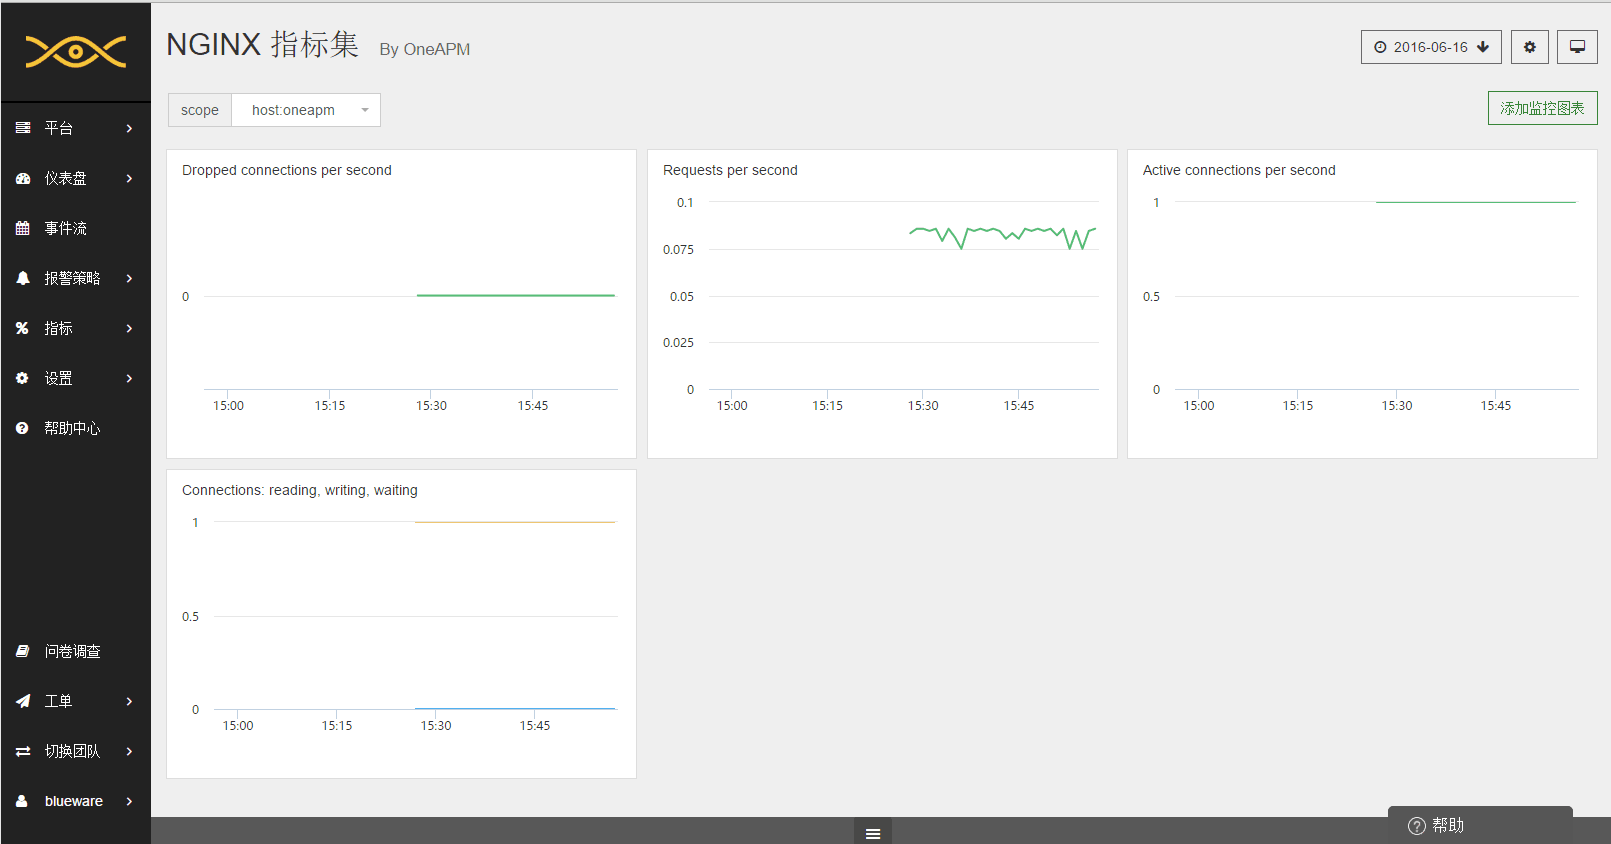 NGINX 指标集 By OneAPM
2016-06-16
scope host:oneapm
添加监控图表
平台
仪表盘
事件流
报警策略
指标
设置
帮助中心
问卷调查
工单
切换团队
blueware
Dropped connections per second
0
15:00 15:15 15:30 15:45
Requests per second
0.1
0.075
0.05
0.025
0
15:00 15:15 15:30 15:45
Active connections per second
1
0.5
0
15:00 15:15 15:30 15:45
Connections: reading, writing, waiting
1
0.5
0
15:00 15:15 15:30 15:45
帮助